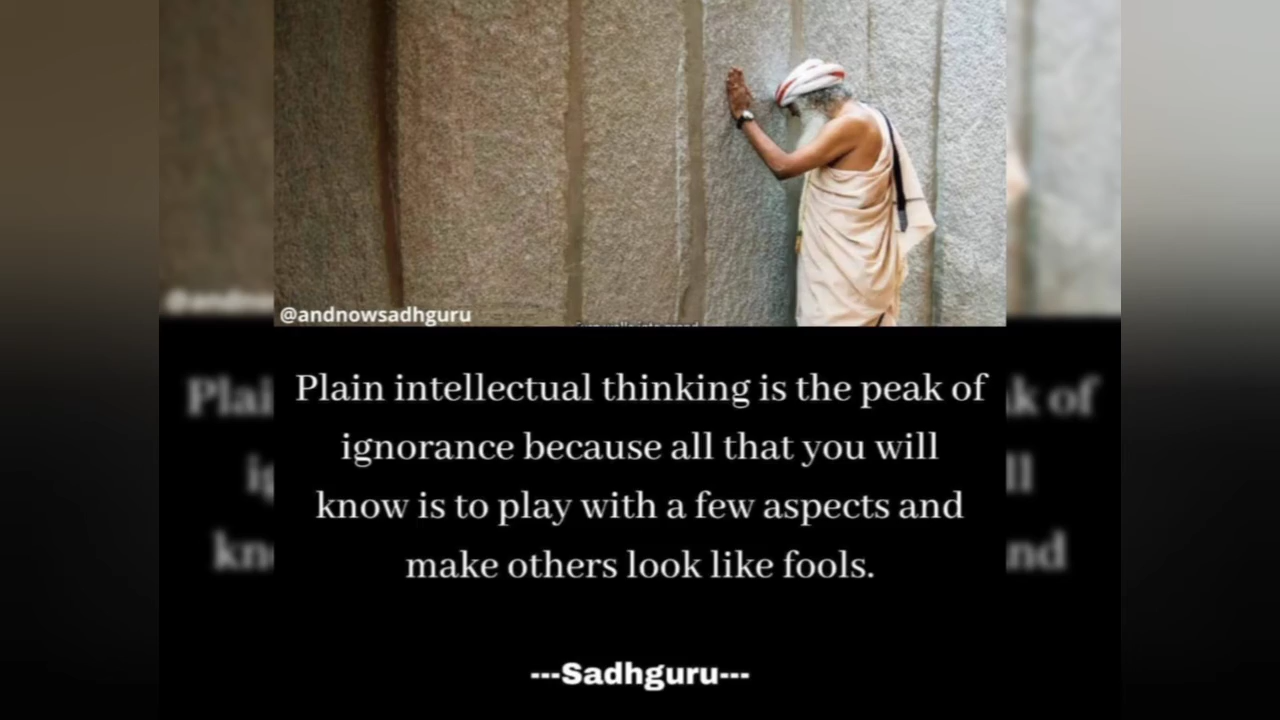 @andnowsadhguru
Plain intellectual thinking is the peak of
ignorance because all that you will
know is to play with a few aspects and
make others look like fools.
---Sadhguru---